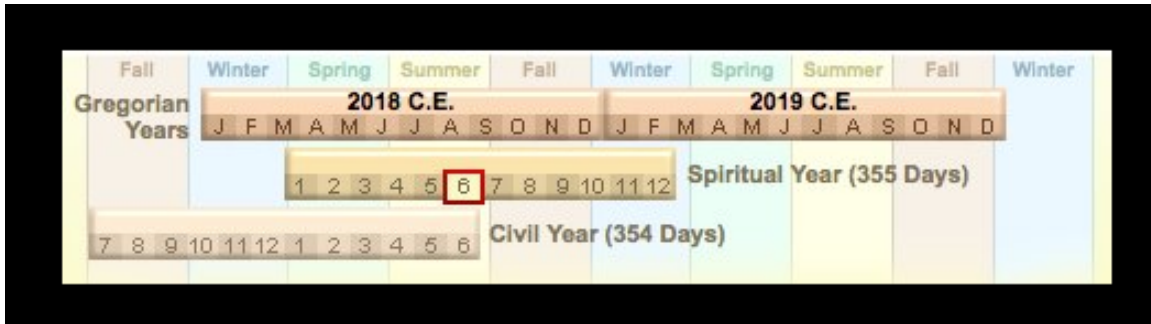 Fall Winter Spring Summer Fall Winter Spring Summer Fall Winter
Gregorian Years
2018 C.E. 2019 C.E.
J F M A M J J A S O N D J F M A M J J A S O N D
1 2 3 4 5 6 7 8 9 10 11 12 Spiritual Year (355 Days)
7 8 9 10 11 12 1 2 3 4 5 6 Civil Year (354 Days)